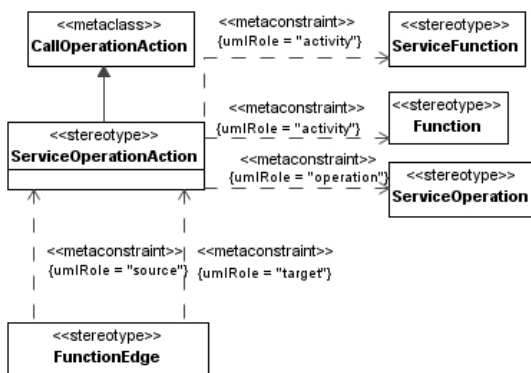 <<metaclass>>
CallOperationAction
<<metaconstraint>>
{umlRole = "activity"}
<<stereotype>>
ServiceFunction
<<metaconstraint>>
{umlRole = "activity"}
<<stereotype>>
Function
<<stereotype>>
ServiceOperationAction
<<metaconstraint>>
{umlRole = "operation"}
<<stereotype>>
ServiceOperation
<<metaconstraint>>
{umlRole = "source"}
<<metaconstraint>>
{umlRole = "target"}
<<stereotype>>
FunctionEdge